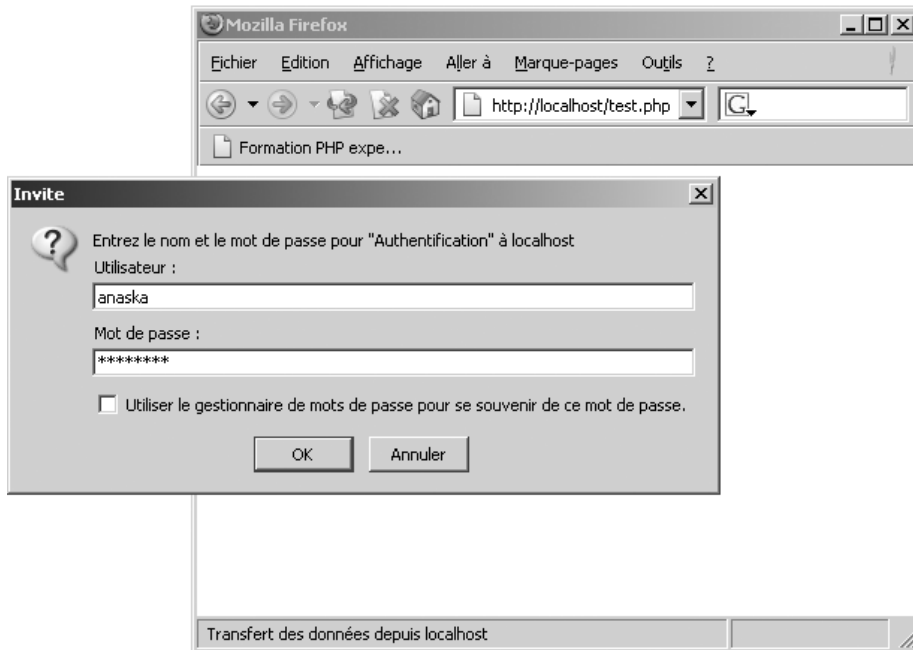 Mozilla Firefox
Fichier Edition Affichage Aller à Marque-pages Outils ?
http://localhost/test.php G
Formation PHP expe...
Invite
Entrez le nom et le mot de passe pour "Authentification" à localhost
Utilisateur :
anaska
Mot de passe :
********
Utiliser le gestionnaire de mots de passe pour se souvenir de ce mot de passe.
OK Annuler
Transfert des données depuis localhost